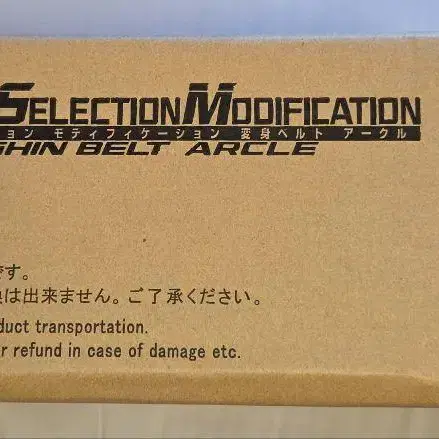 SELECTION MODIFICATION
ョン モディフィケーション 変身ベルト アークル
SHIN BELT ARCLE
です。
は出来ません。ご了承ください。
duct transportation.
r refund in case of damage etc.